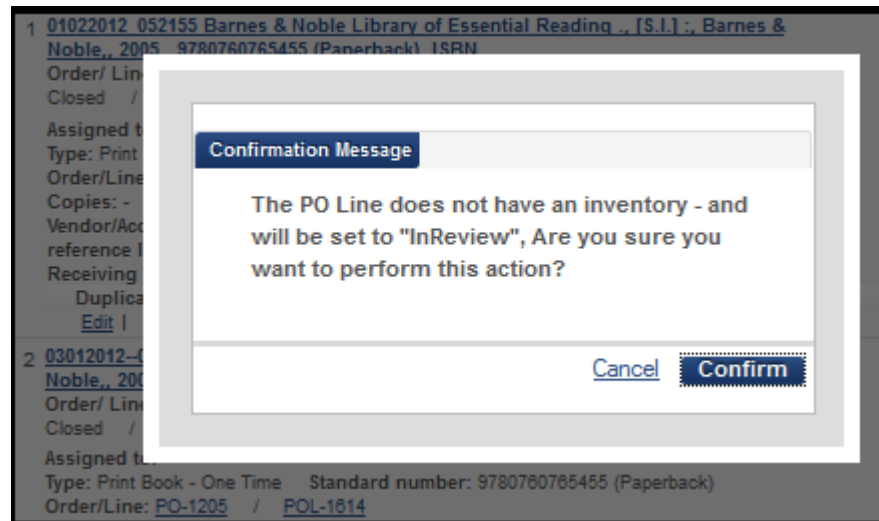 1 01022012 052155 Barnes & Noble Library of Essential Reading ., [S.I.] :, Barnes &
Noble,, 2005 9780760765455 (Paperback) ISBN
Order/ Lin
Closed /
Assigned t
Type: Print
Order/Line
Copies: -
Vendor/Acc
reference
Receiving
Duplica
Edit |
Confirmation Message
The PO Line does not have an inventory - and
will be set to "InReview", Are you sure you
want to perform this action?
Cancel Confirm
2 03012012--
Noble,, 200
Order/ Line
Closed /
Assigned to:
Type: Print Book - One Time Standard number: 9780760765455 (Paperback)
Order/Line: PO-1205 / POL-1614